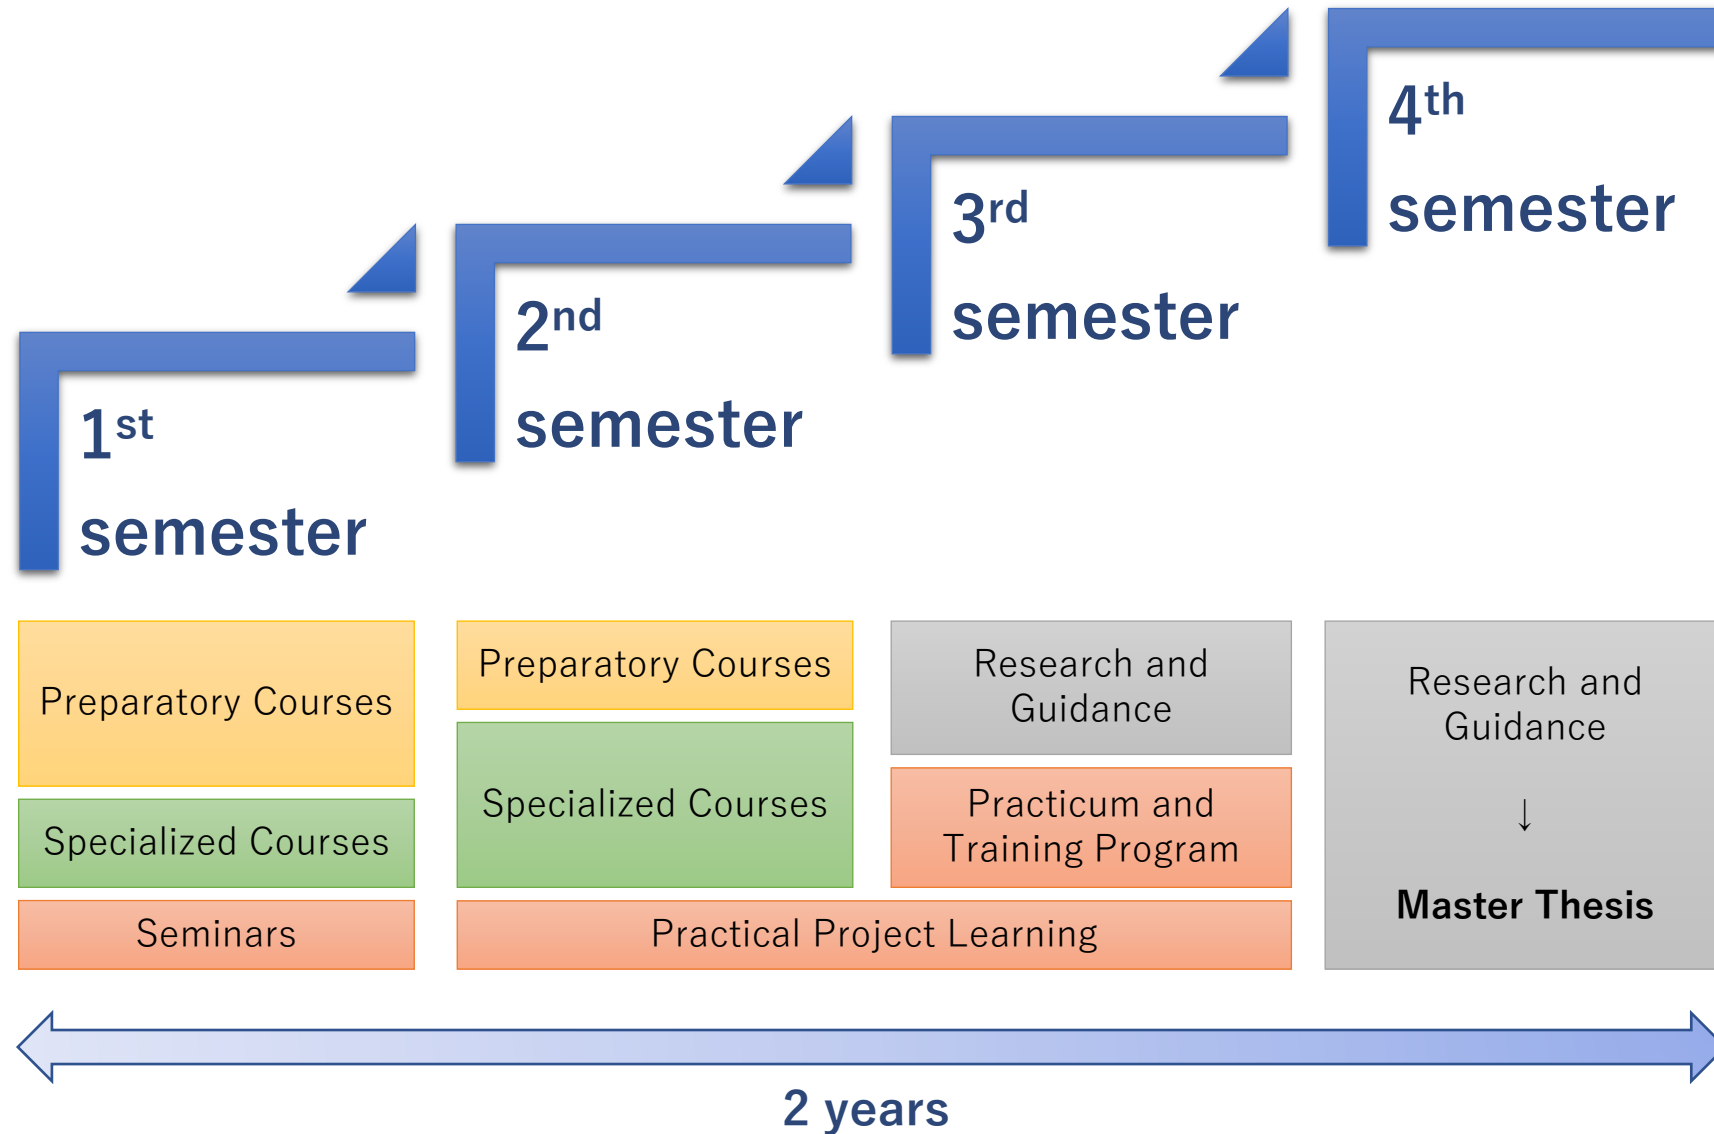 1st
semester
2nd
semester
3rd
semester
4th
semester
Preparatory Courses
Specialized Courses
Seminars
Preparatory Courses
Specialized Courses
Practical Project Learning
Research and
Guidance
Practicum and
Training Program
Research and
Guidance
↓
Master Thesis
2 years